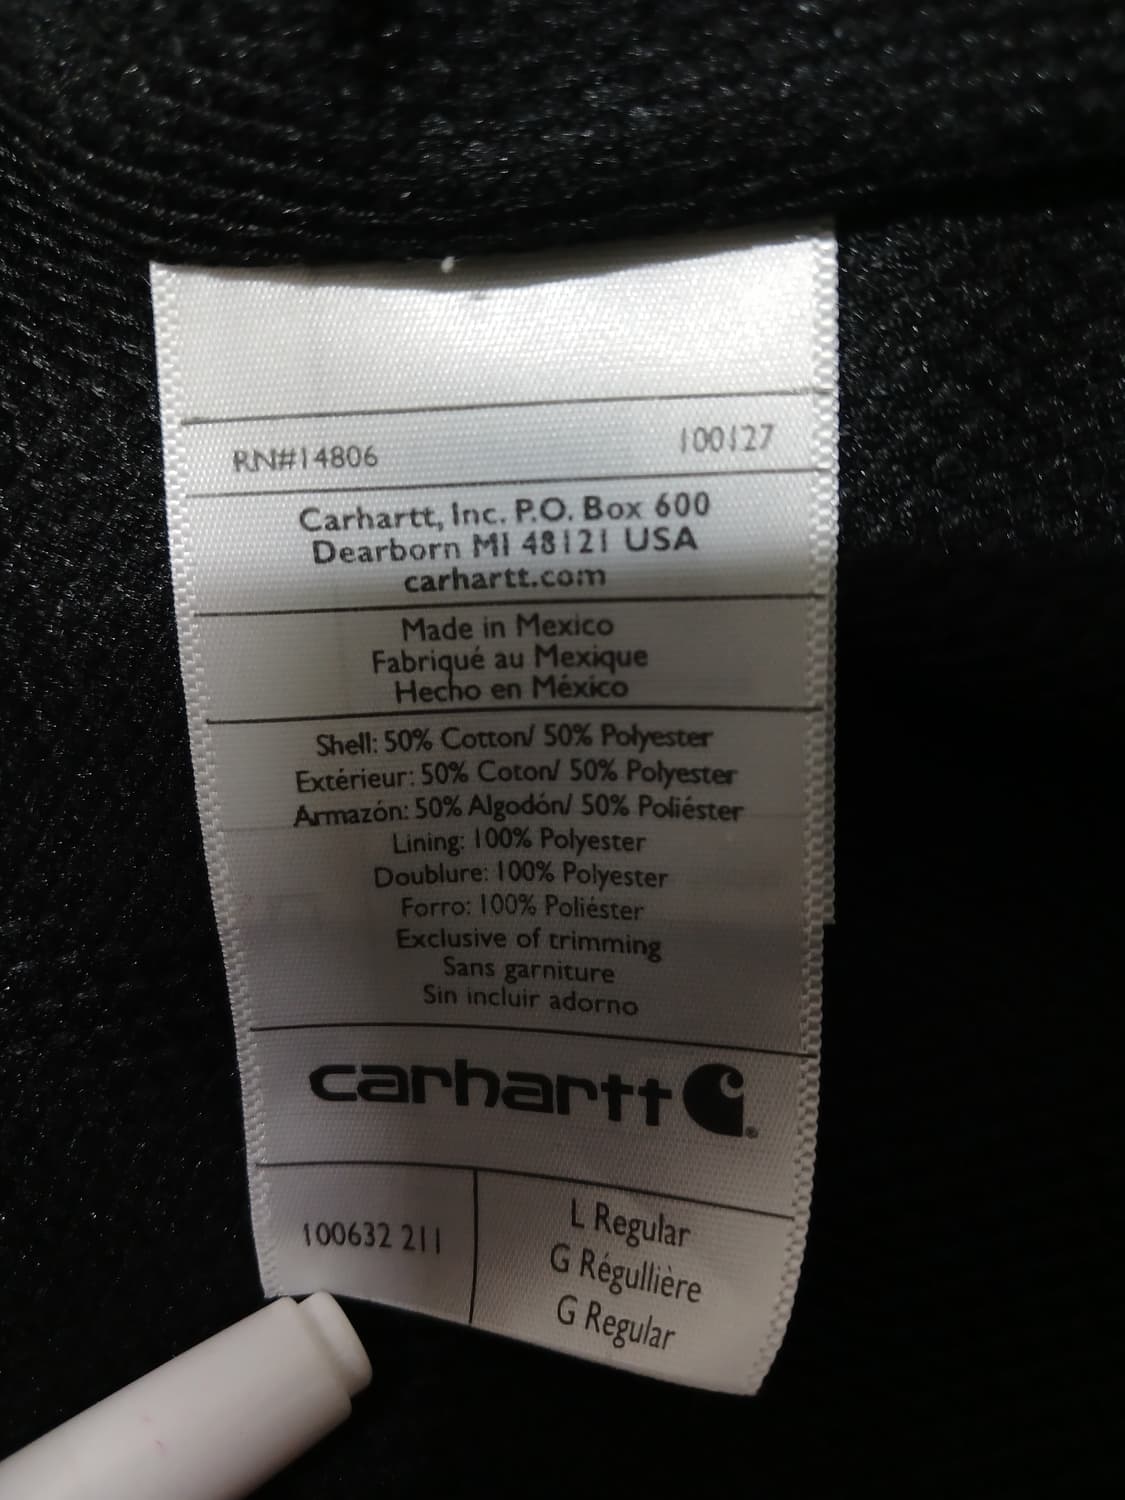 RN#14806 100127
Carhartt, Inc. P.O. Box 600
Dearborn MI 48121 USA
carhartt.com
Made in Mexico
Fabriqué au Mexique
Hecho en México
Shell: 50% Cotton/ 50% Polyester
Extérieur: 50% Coton/ 50% Polyester
Armazón: 50% Algodón/ 50% Poliéster
Lining: 100% Polyester
Doublure: 100% Polyester
Forro: 100% Poliéster
Exclusive of trimming
Sans garniture
Sin incluir adorno
carhartt ®
100632 211
L Regular
G Régullière
G Regular